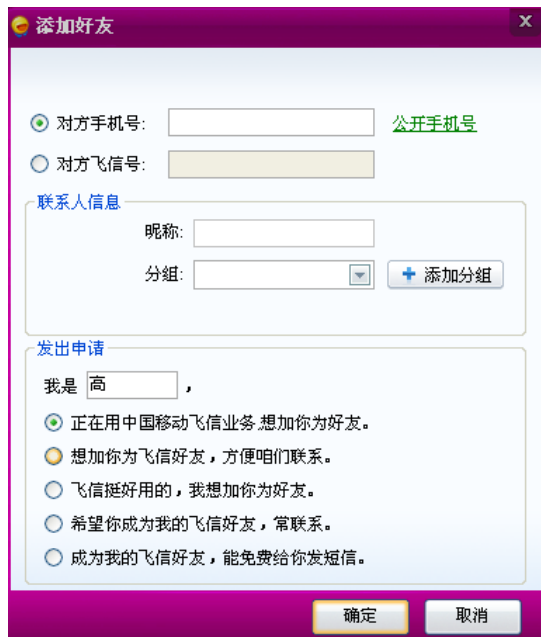 添加好友
对方手机号: 公开手机号
对方飞信号:
联系人信息
昵称:
分组: 添加分组
发出申请
我是 高 ，
正在用中国移动飞信业务,想加你为好友。
想加你为飞信好友，方便咱们联系。
飞信挺好用的，我想加你为好友。
希望你成为我的飞信好友，常联系。
成为我的飞信好友，能免费给你发短信。
确定 取消